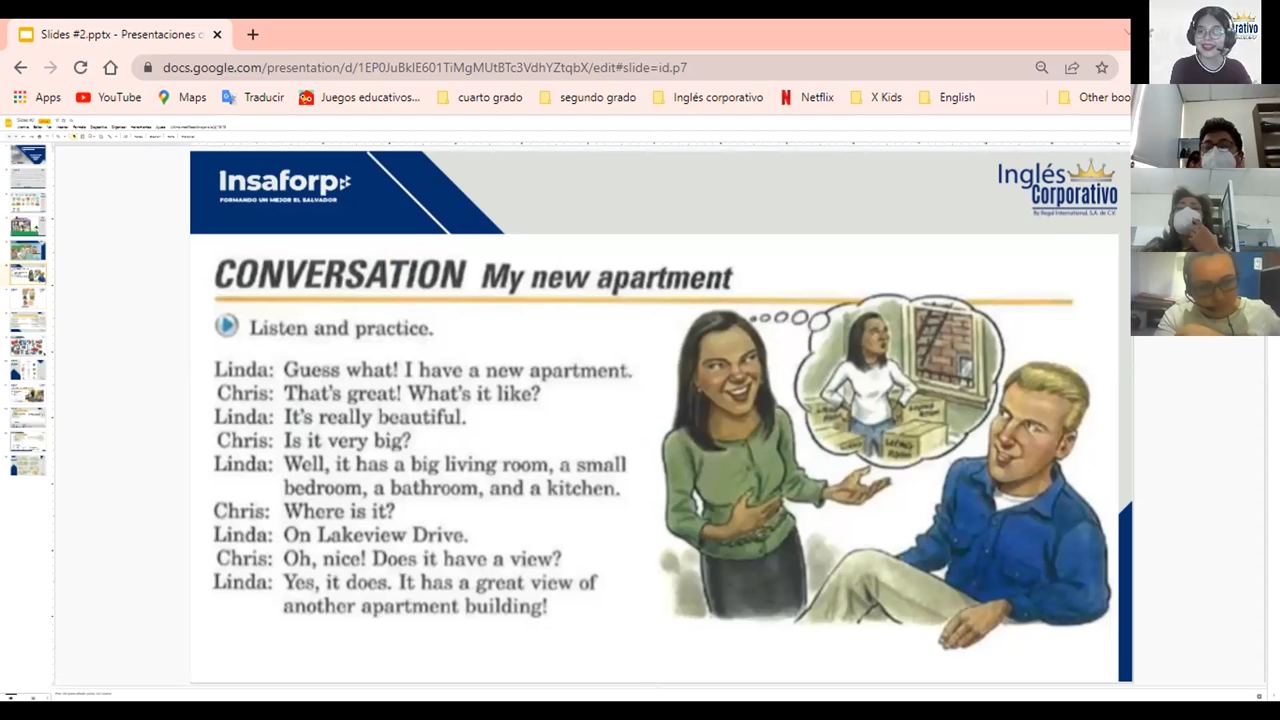 Slides #2.pptx - Presentaciones
docs.google.com/presentation/d/1EP0JuBkIE6O1TiMgMUt8Tc3VdhYZtqbX/edit#slide=id.p7
Apps YouTube Maps Traducir Juegos educativos... cuarto grado segundo grado Inglés corporativo Netflix X Kids English Other boo
Insaforp
FORMANDO UN MEJOR EL SALVADOR
Inglés
Corporativo
By Regal International, S.A. de C.V.
CONVERSATION My new apartment
Listen and practice.
Linda: Guess what! I have a new apartment.
Chris: That's great! What's it like?
Linda: It's really beautiful.
Chris: Is it very big?
Linda: Well, it has a big living room, a small
bedroom, a bathroom, and a kitchen.
Chris: Where is it?
Linda: On Lakeview Drive.
Chris: Oh, nice! Does it have a view?
Linda: Yes, it does. It has a great view of
another apartment building!